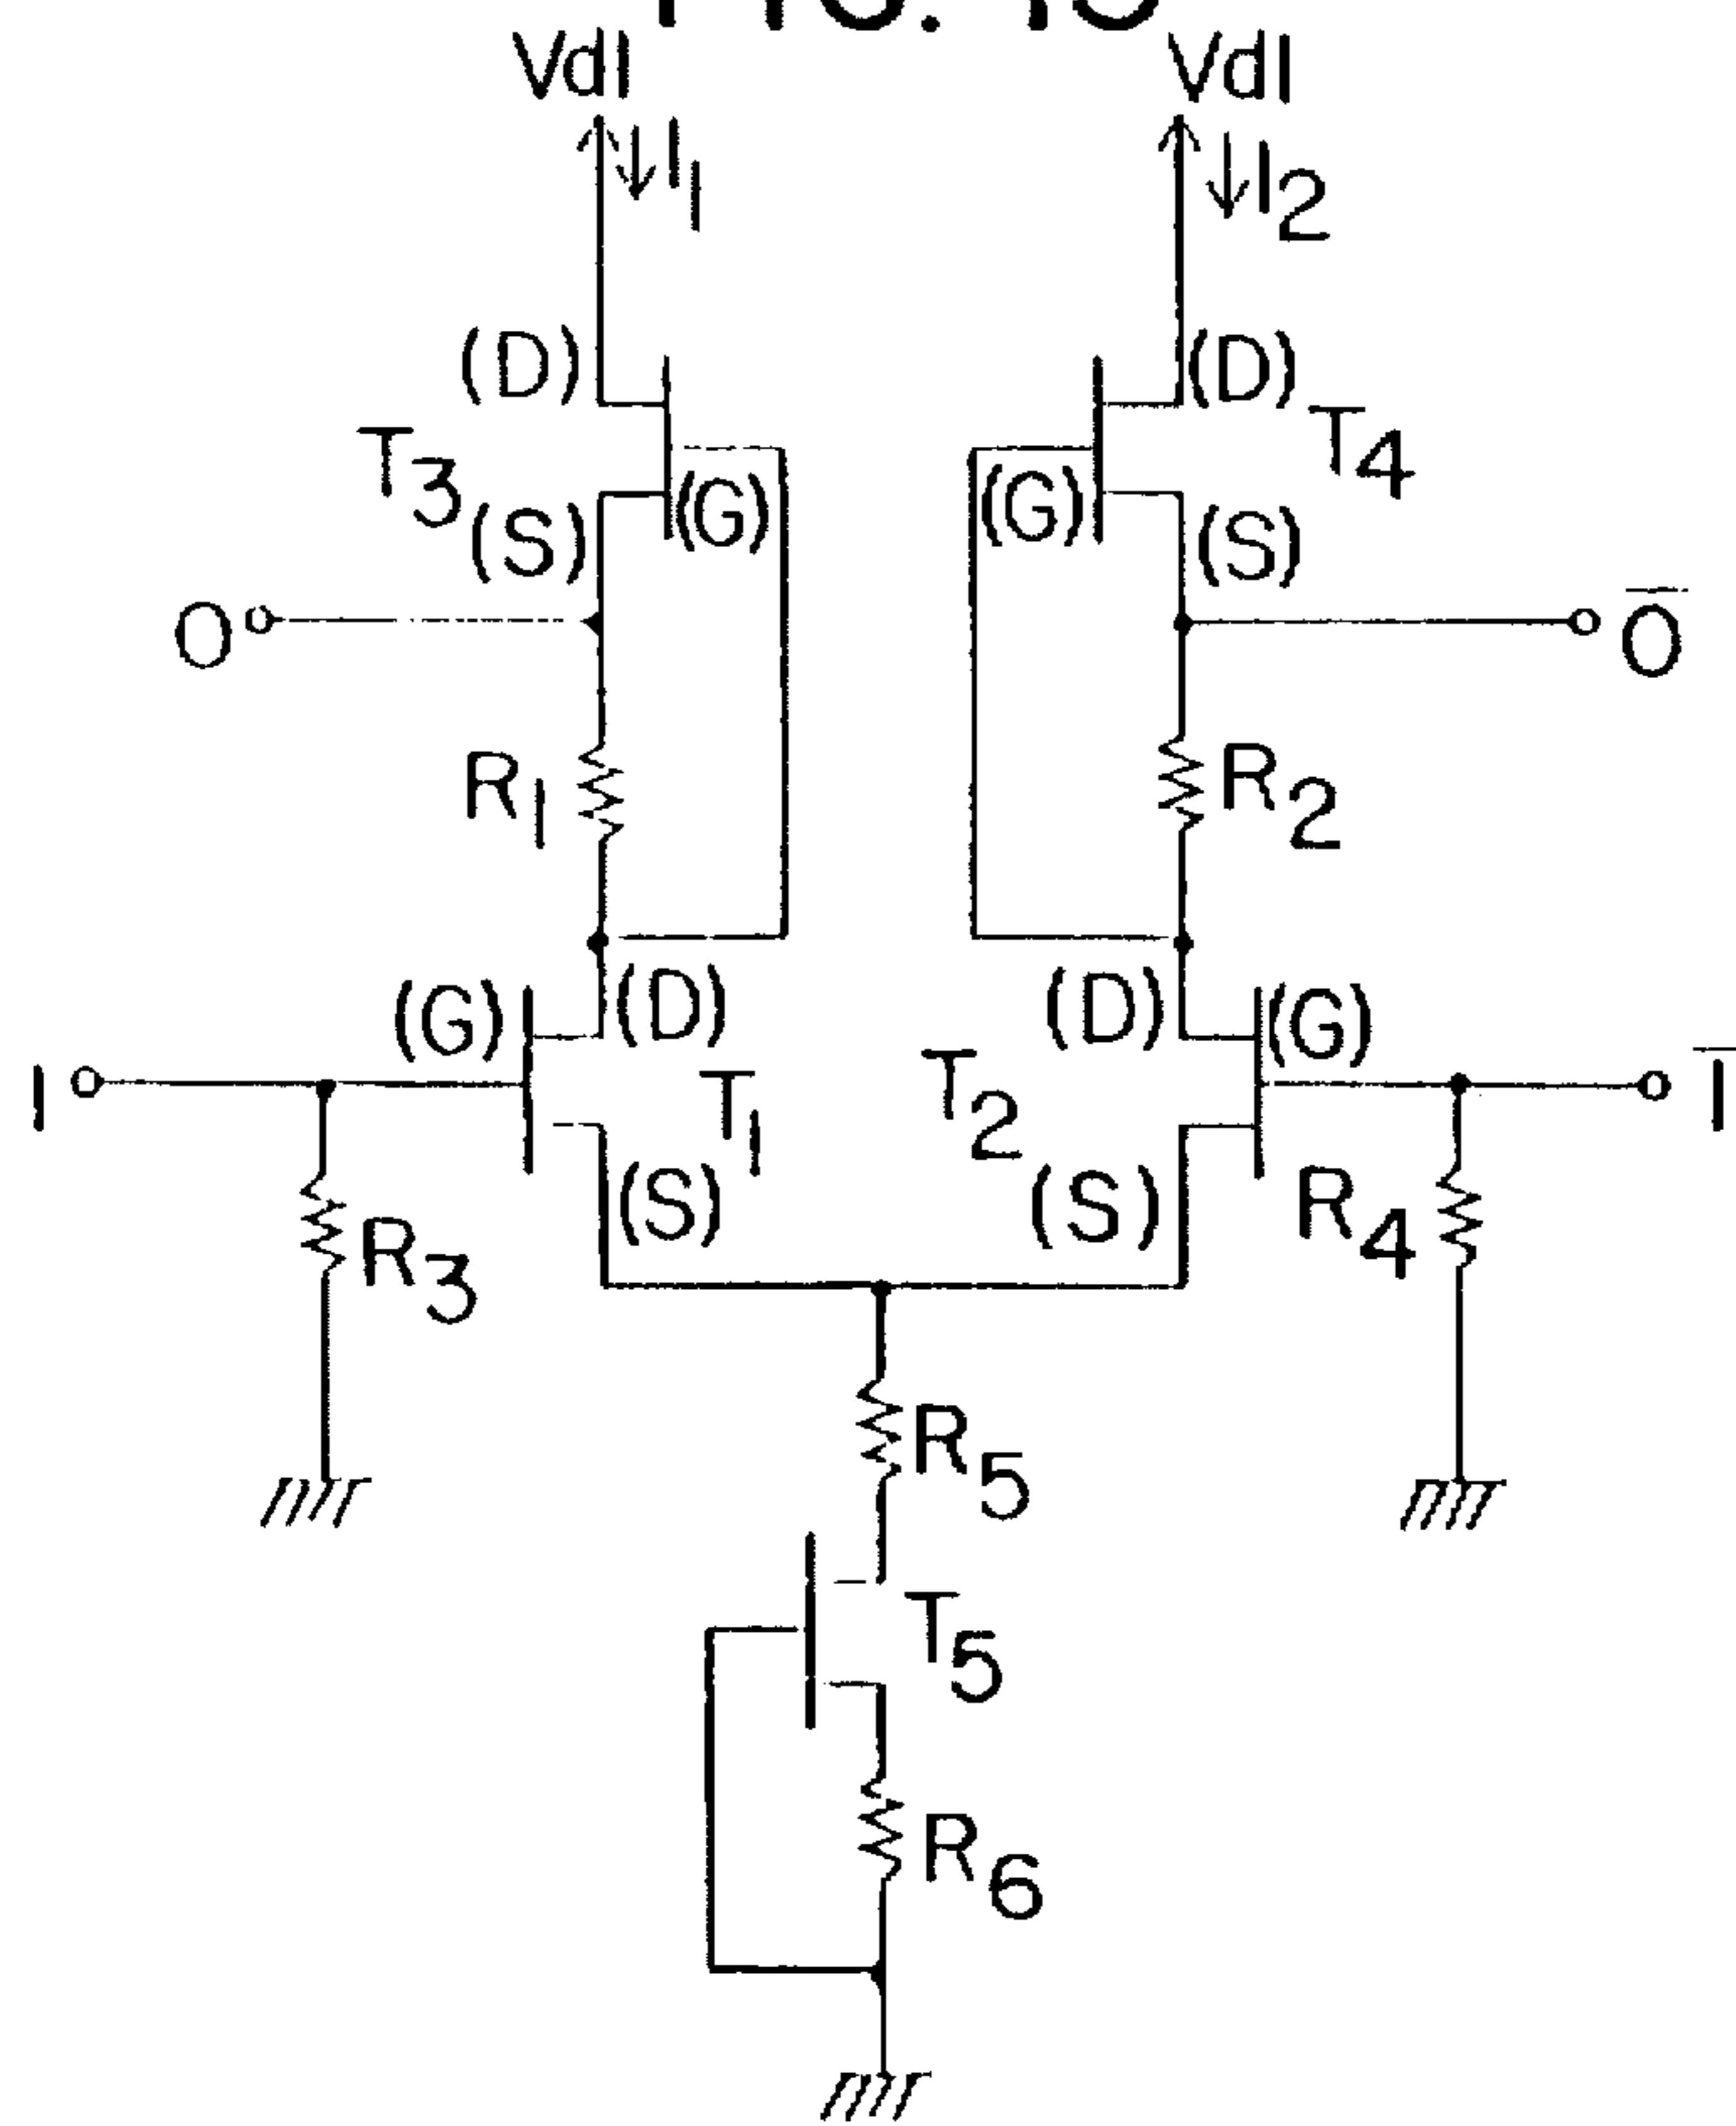 Vdl Vdl
I1 I2
(D) (D)
T3 T4
(G) (G)
(S) (S)
O O̅
R1 R2
(G) (D) (D) (G)
I T1 T2 I̅
(S) (S)
R3 R4
R5
T5
R6